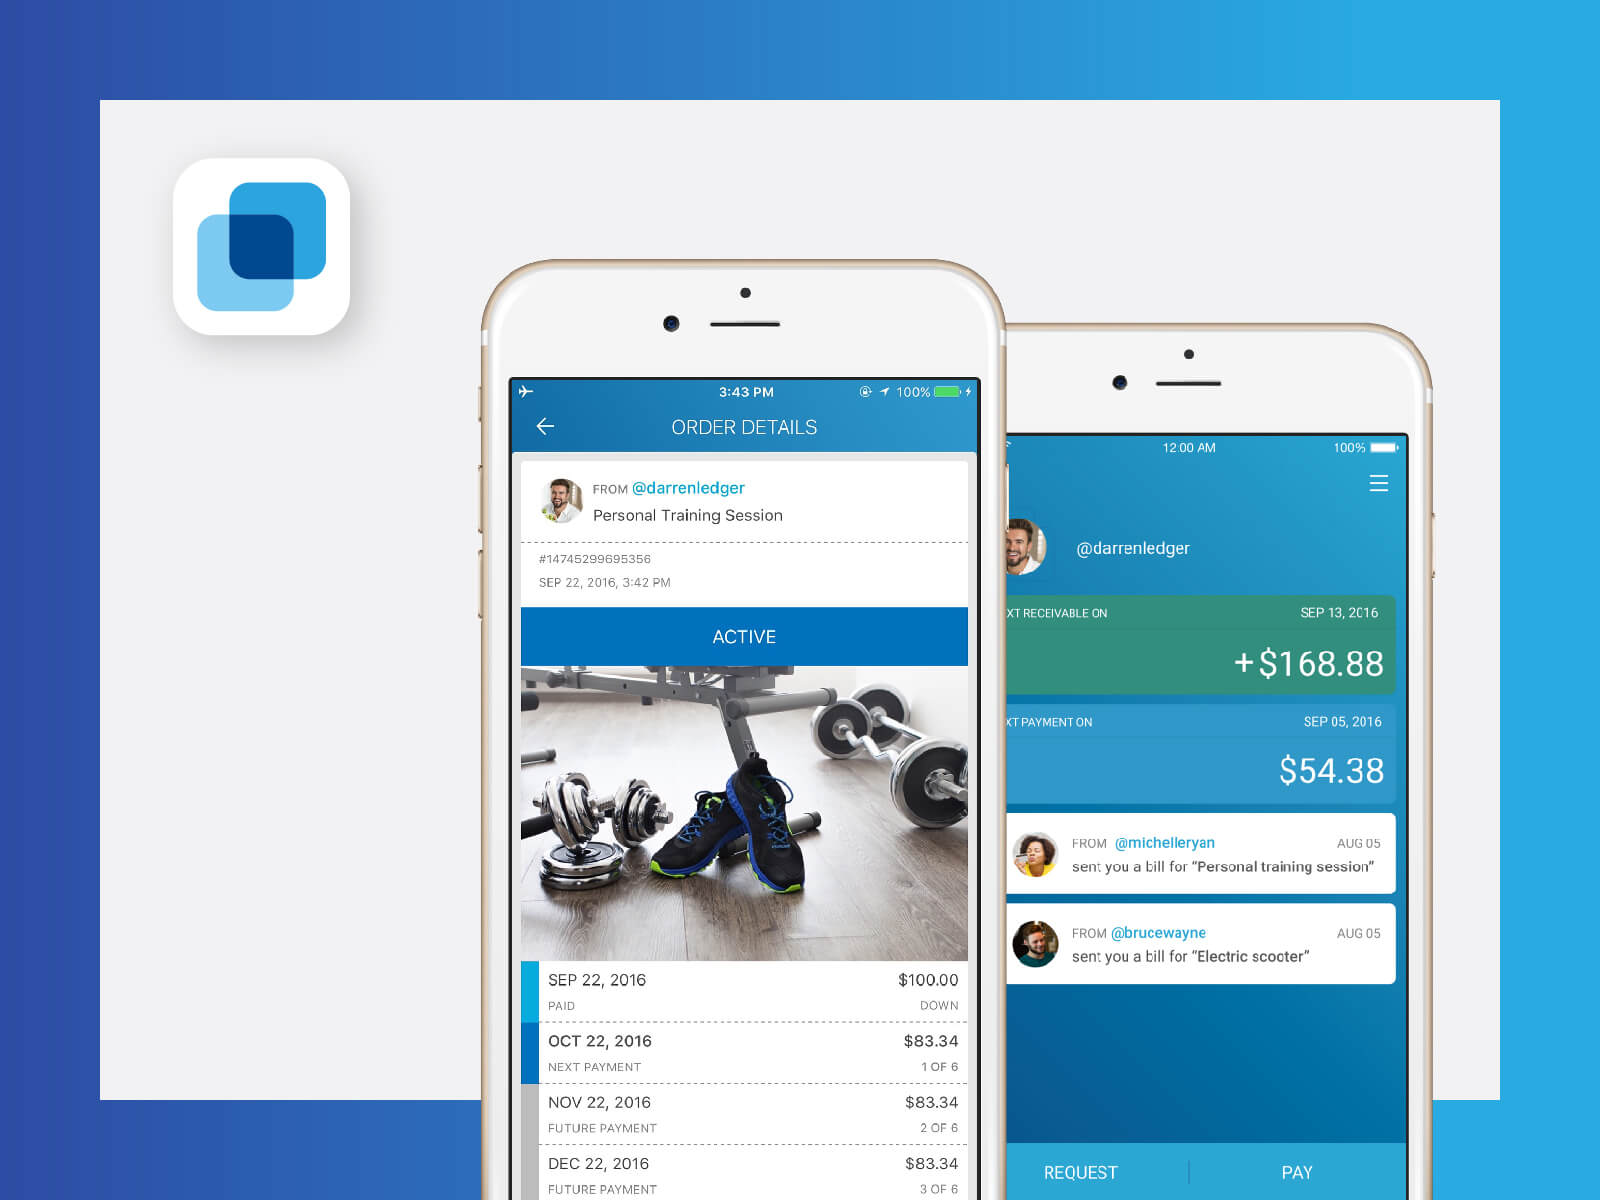 3:43 PM
100%
ORDER DETAILS
FROM @darrenledger
Personal Training Session
#14745299695356
SEP 22, 2016, 3:42 PM
ACTIVE
SEP 22, 2016 $100.00
PAID DOWN
OCT 22, 2016 $83.34
NEXT PAYMENT 1 OF 6
NOV 22, 2016 $83.34
FUTURE PAYMENT 2 OF 6
DEC 22, 2016 $83.34
FUTURE PAYMENT 3 OF 6
12:00 AM 100%
@darrenledger
XT RECEIVABLE ON SEP 13, 2016
+$168.88
XT PAYMENT ON SEP 05, 2016
$54.38
FROM @michelleryan AUG 05
sent you a bill for “Personal training session”
FROM @brucewayne AUG 05
sent you a bill for “Electric scooter”
REQUEST PAY